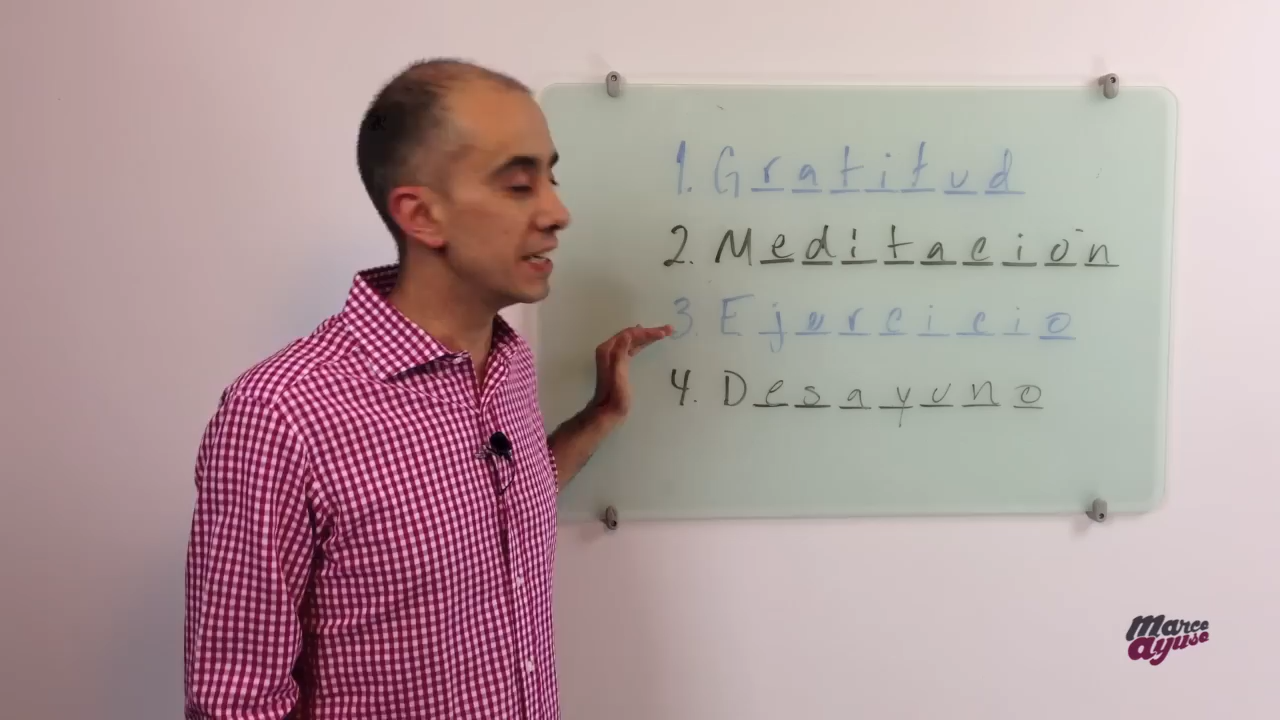 1. Gratitud
2. Meditación
3. Ejercicio
4. Desayuno
marco
ayuso